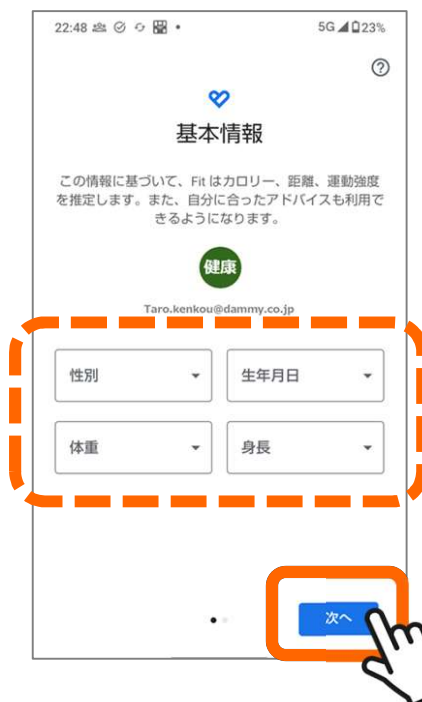 22:48
5G 23%
基本情報
この情報に基づいて、Fit はカロリー、距離、運動強度
を推定します。また、自分に合ったアドバイスも利用で
きるようになります。
健康
Taro.kenkou@dammy.co.jp
性別
生年月日
体重
身長
次へ